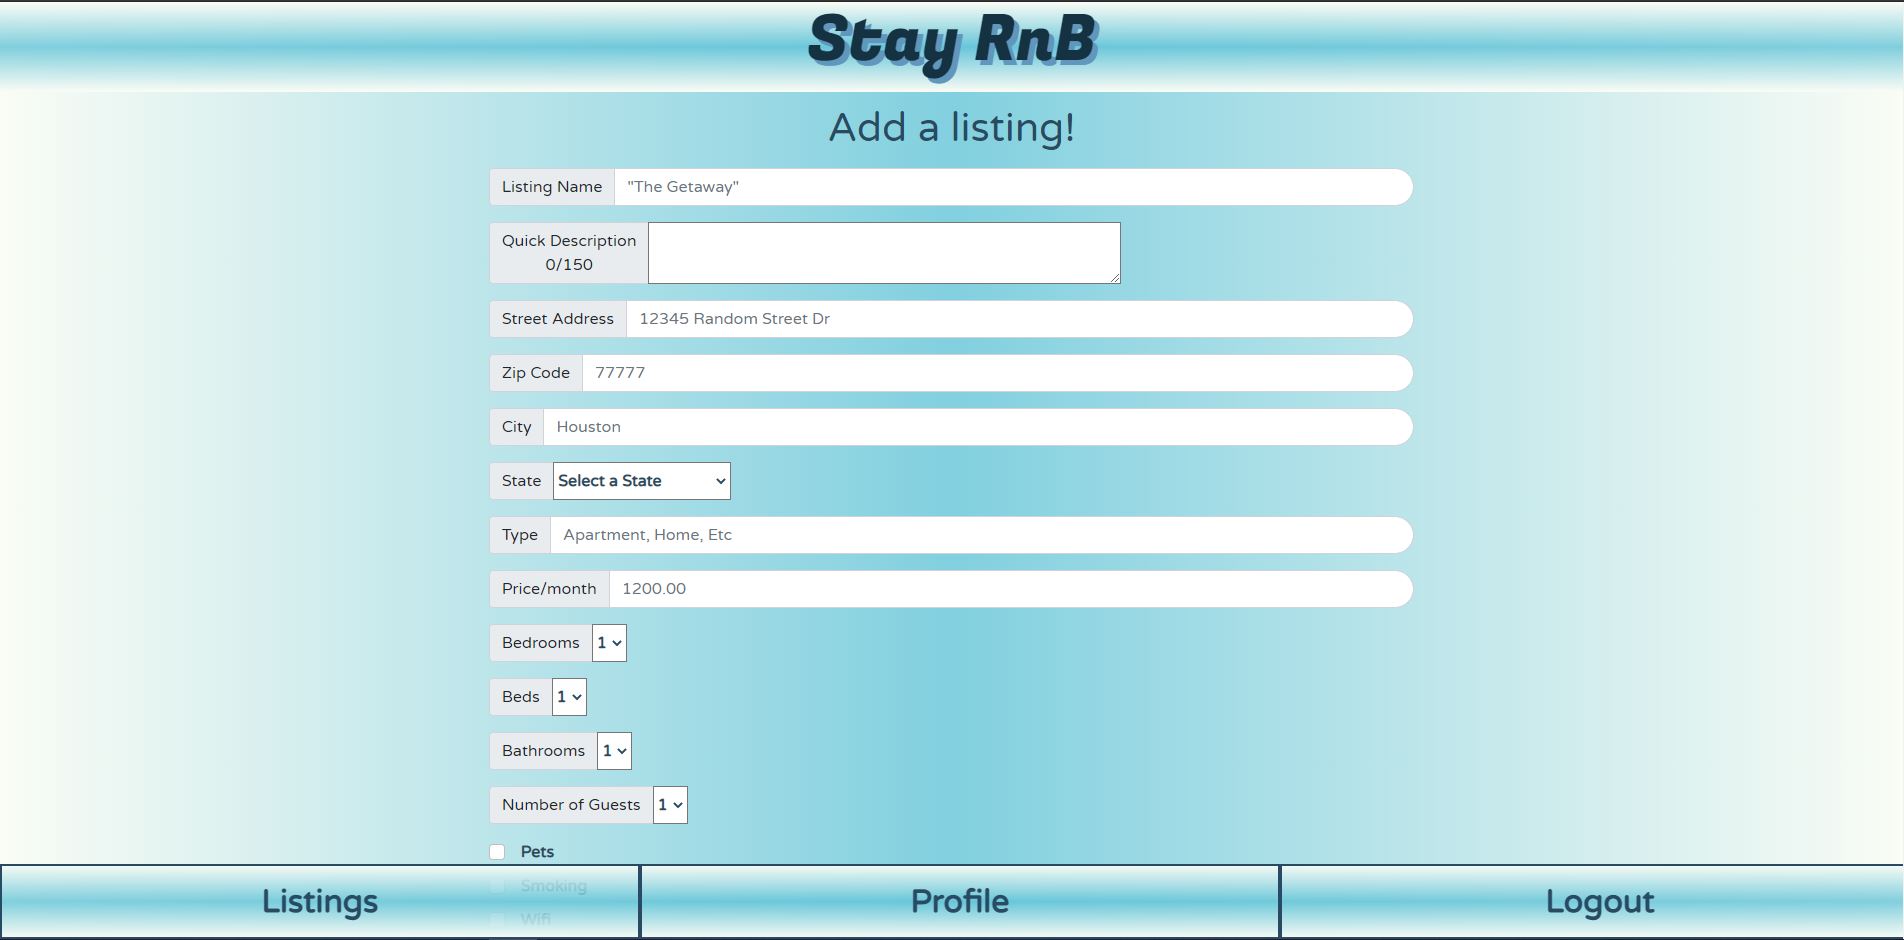 Stay RnB
Add a listing!
Listing Name "The Getaway"
Quick Description
0/150
Street Address 12345 Random Street Dr
Zip Code 77777
City Houston
State Select a State
Type Apartment, Home, Etc
Price/month 1200.00
Bedrooms 1
Beds 1
Bathrooms 1
Number of Guests 1
Pets
Smoking
Wifi
Listings Profile Logout